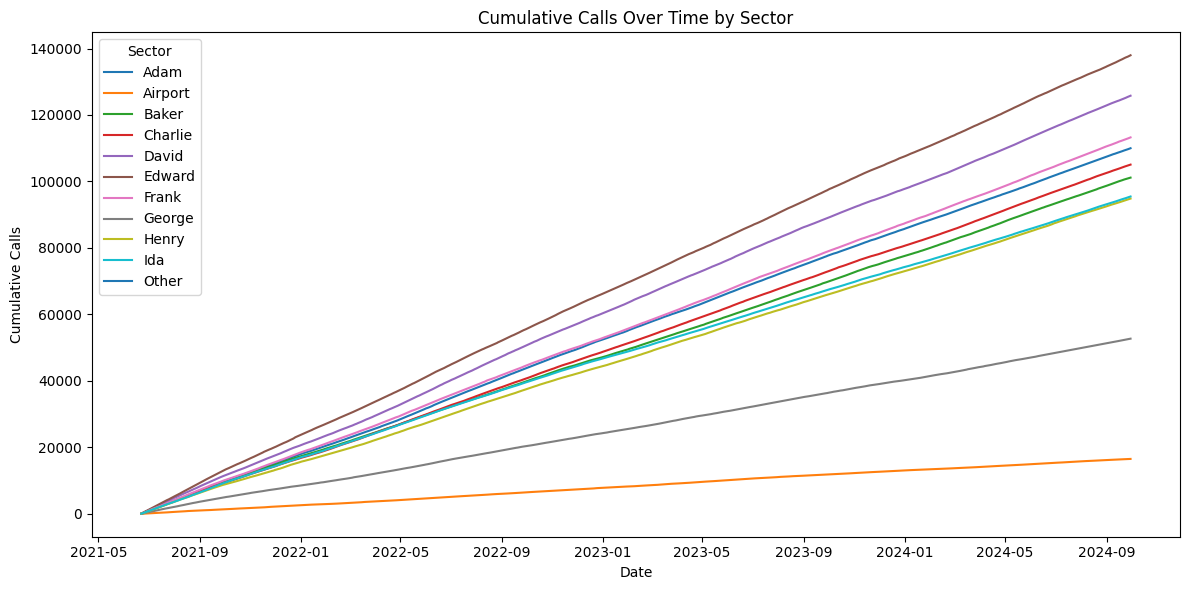 Cumulative Calls Over Time by Sector
Cumulative Calls
140000
120000
100000
80000
60000
40000
20000
0
Sector
Adam
Airport
Baker
Charlie
David
Edward
Frank
George
Henry
Ida
Other
2021-05 2021-09 2022-01 2022-05 2022-09 2023-01 2023-05 2023-09 2024-01 2024-05 2024-09
Date